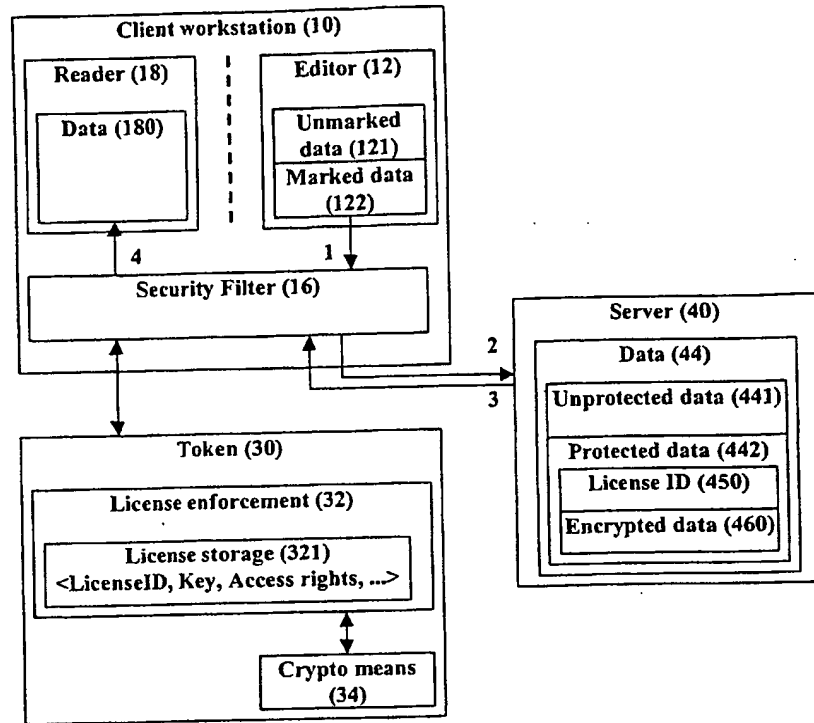 Client workstation (10)
Reader (18)
Editor (12)
Data (180)
Unmarked
data (121)
Marked data
(122)
4
1
Security Filter (16)
2
3
Server (40)
Data (44)
Unprotected data (441)
Protected data (442)
License ID (450)
Encrypted data (460)
Token (30)
License enforcement (32)
License storage (321)
<LicenseID, Key, Access rights, ...>
Crypto means
(34)